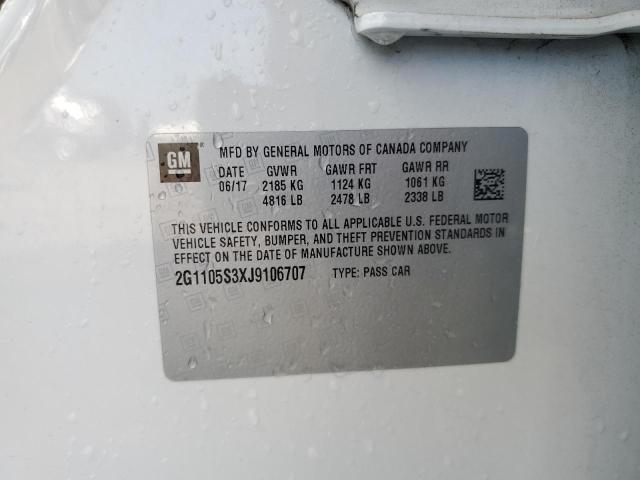 GM
MFD BY GENERAL MOTORS OF CANADA COMPANY
DATE GVWR GAWR FRT GAWR RR
06/17 2185 KG 1124 KG 1061 KG
4816 LB 2478 LB 2338 LB
THIS VEHICLE CONFORMS TO ALL APPLICABLE U.S. FEDERAL MOTOR
VEHICLE SAFETY, BUMPER, AND THEFT PREVENTION STANDARDS IN
EFFECT ON THE DATE OF MANUFACTURE SHOWN ABOVE.
2G1105S3XJ9106707 TYPE: PASS CAR